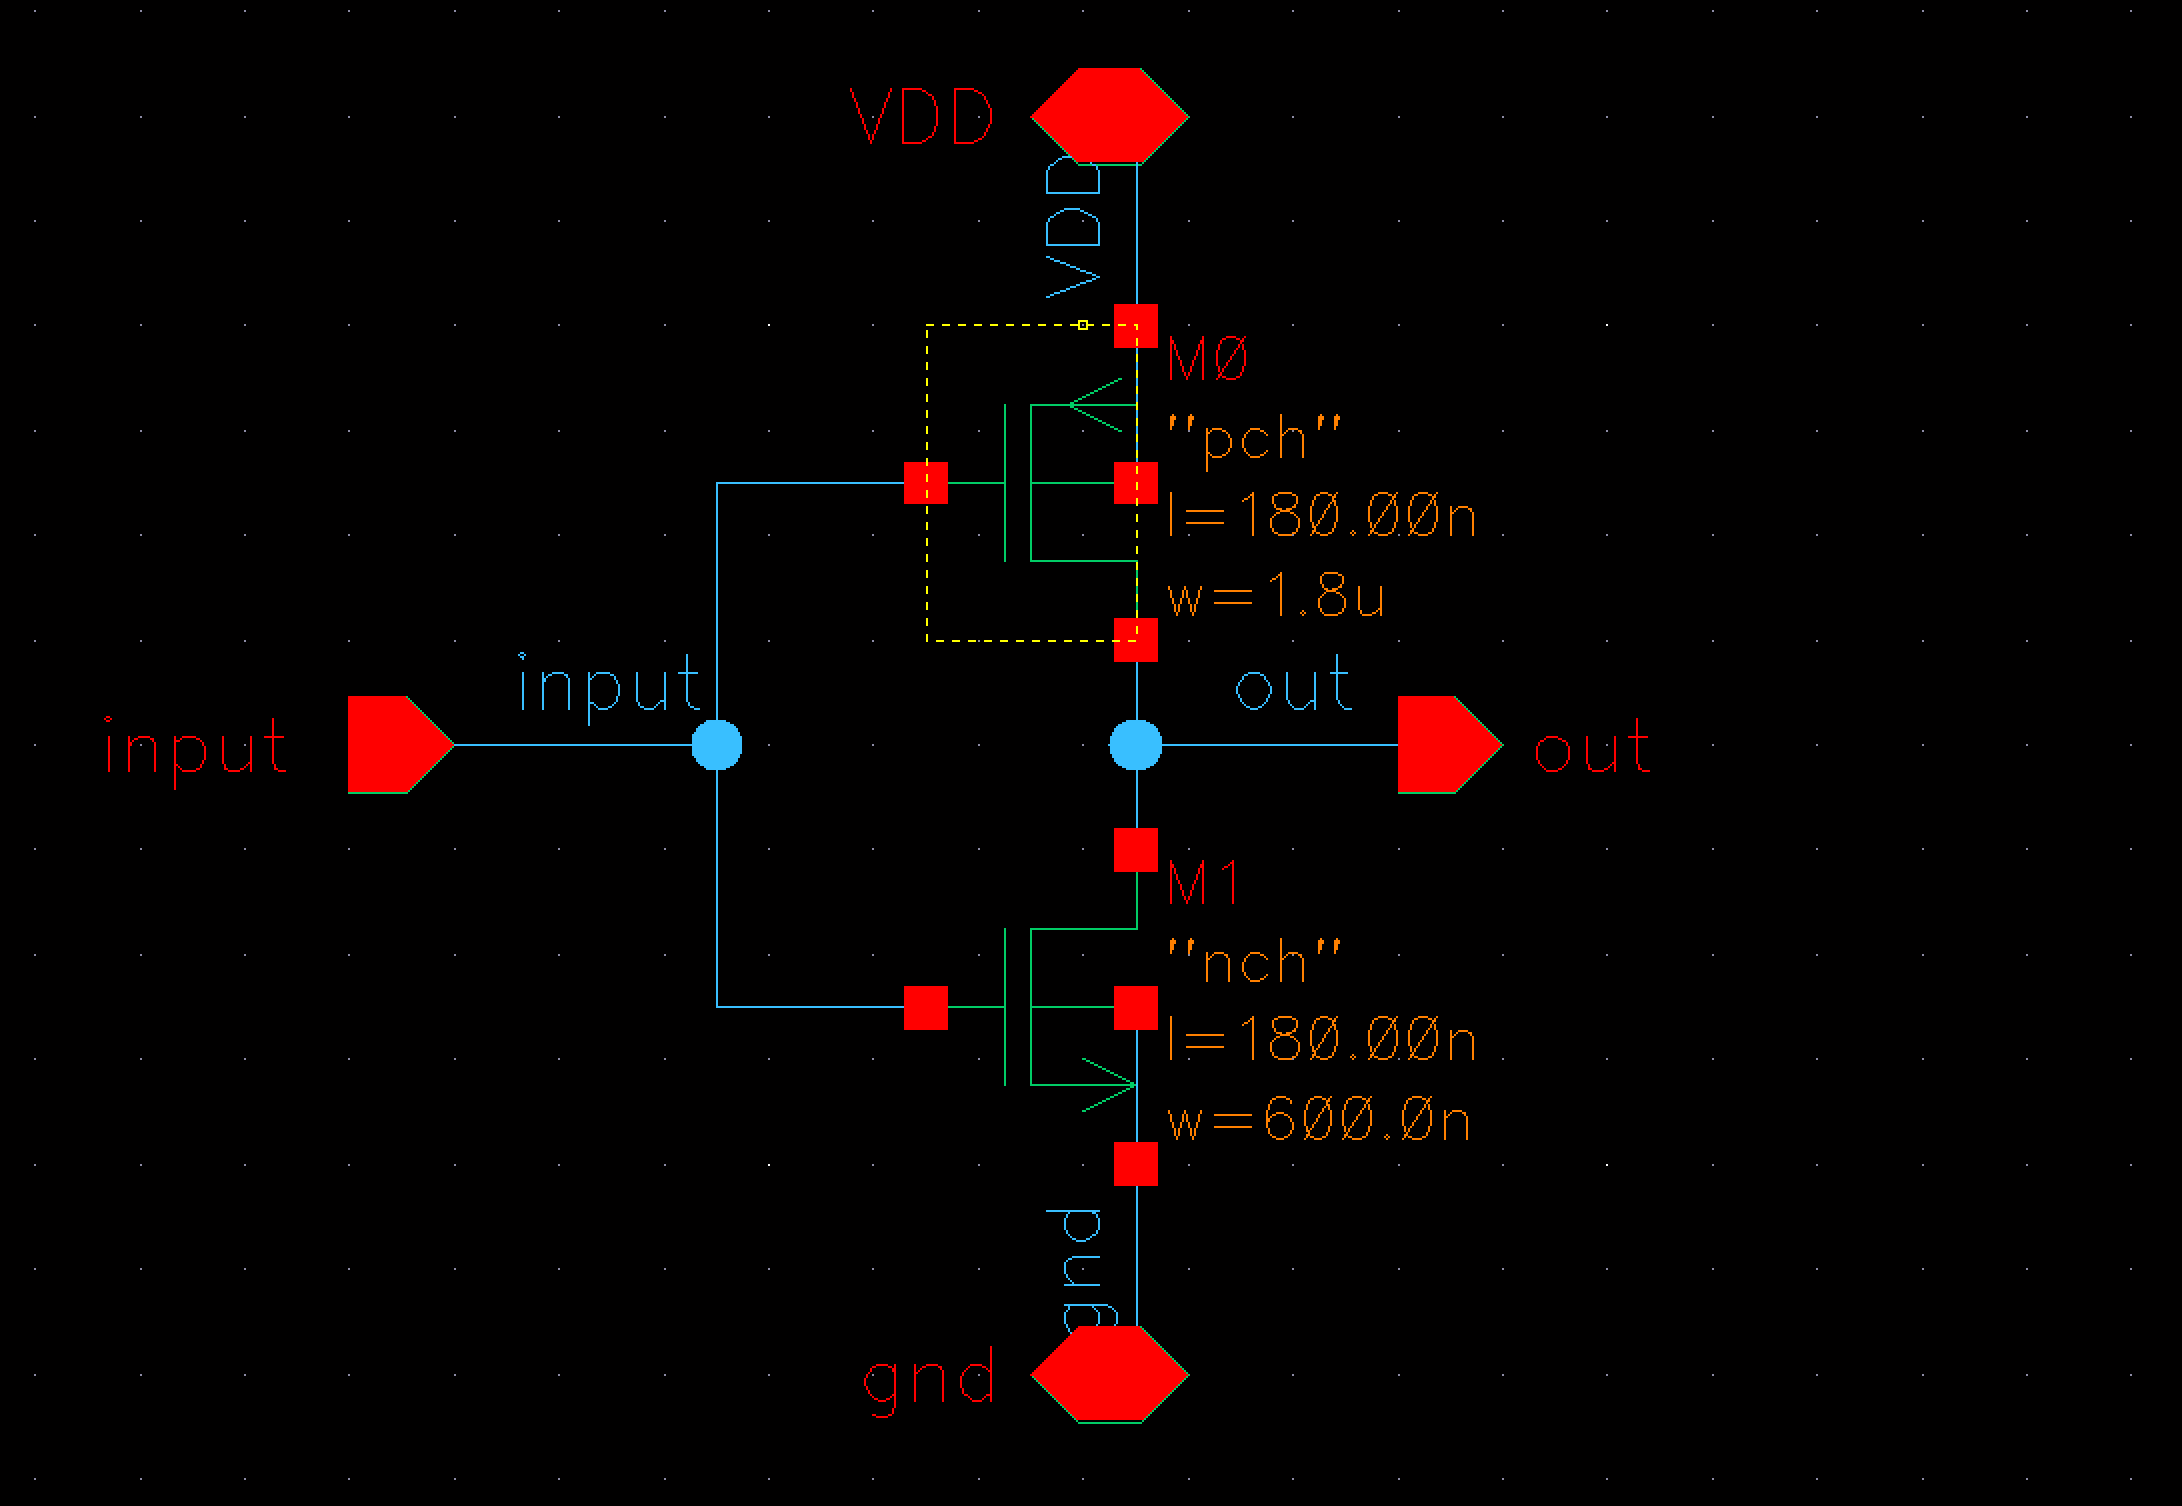 VDD
VDD
M0
"pch"
l=180.00n
w=1.8u
input
out
input
out
M1
"nch"
l=180.00n
w=600.0n
gnd
gnd